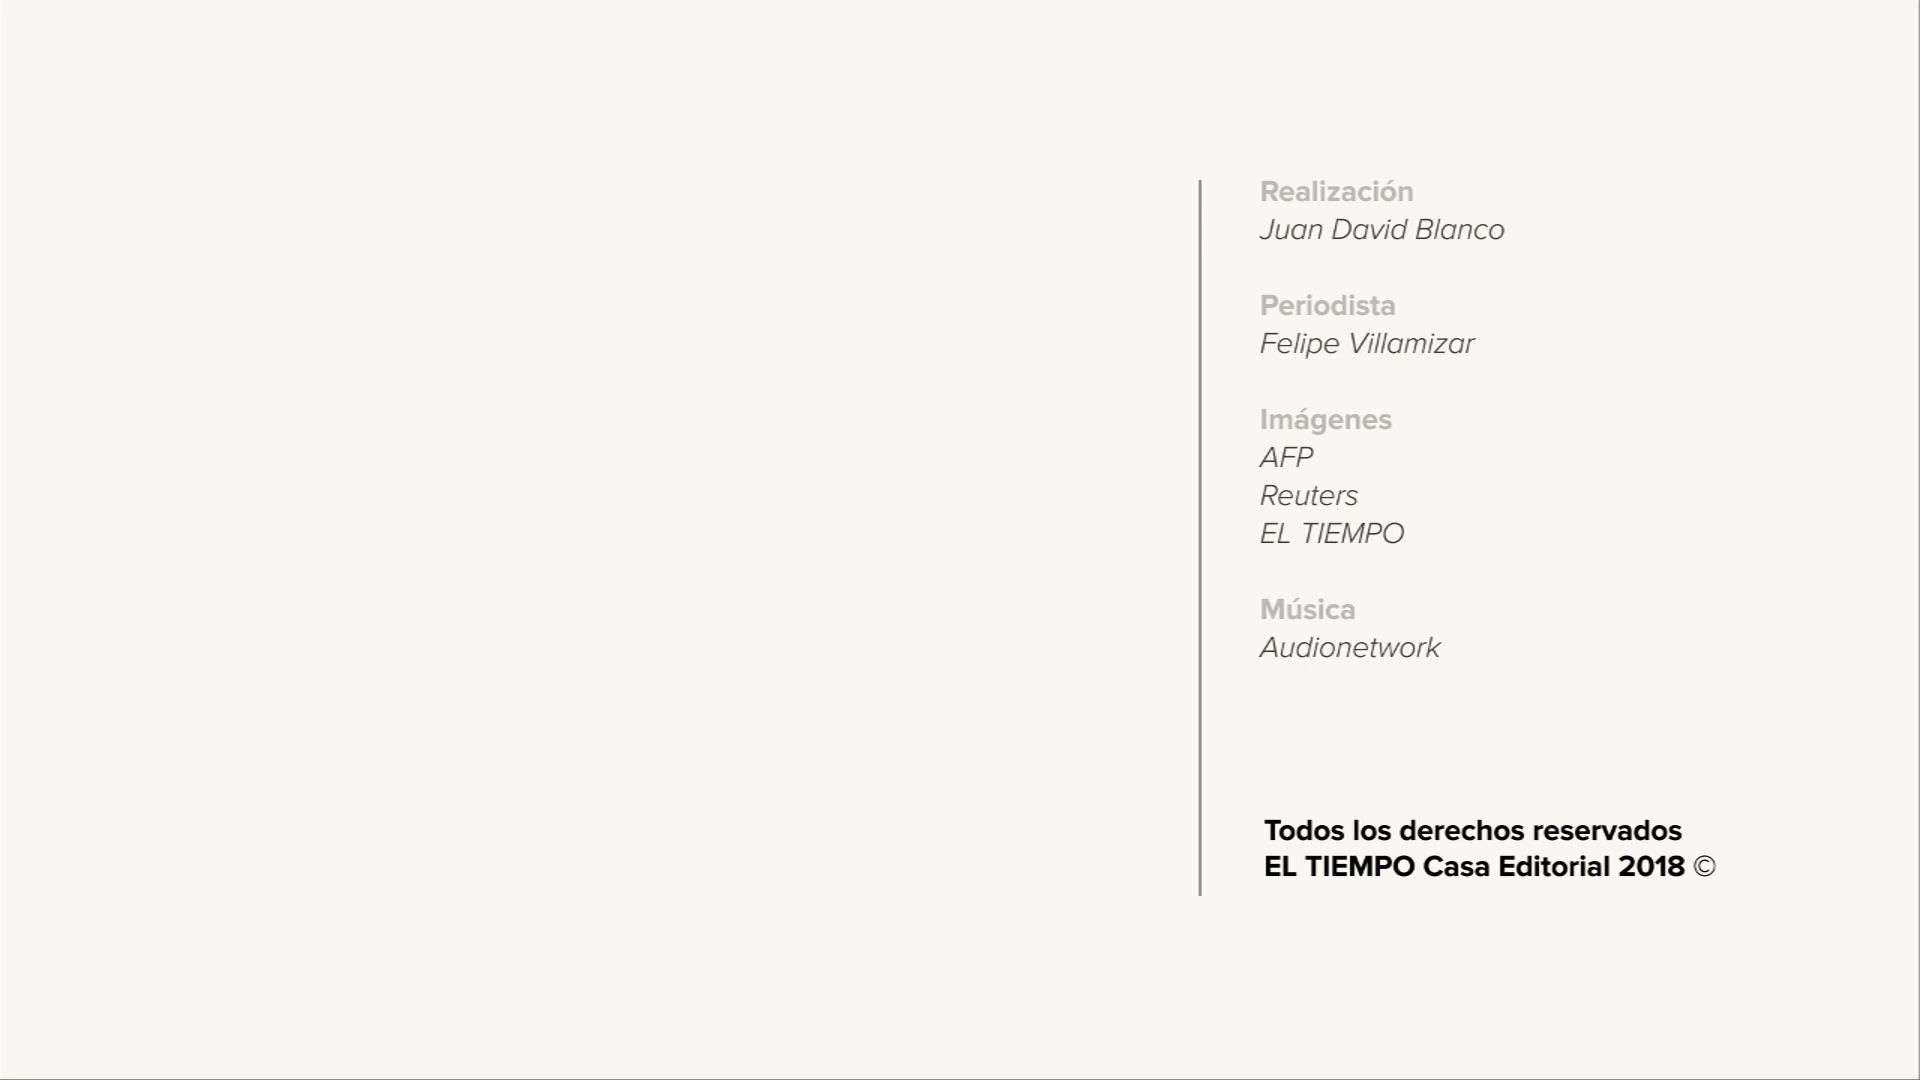 Realización
Juan David Blanco
Periodista
Felipe Villamizar
Imágenes
AFP
Reuters
EL TIEMPO
Música
Audionetwork
Todos los derechos reservados
EL TIEMPO Casa Editorial 2018 ©